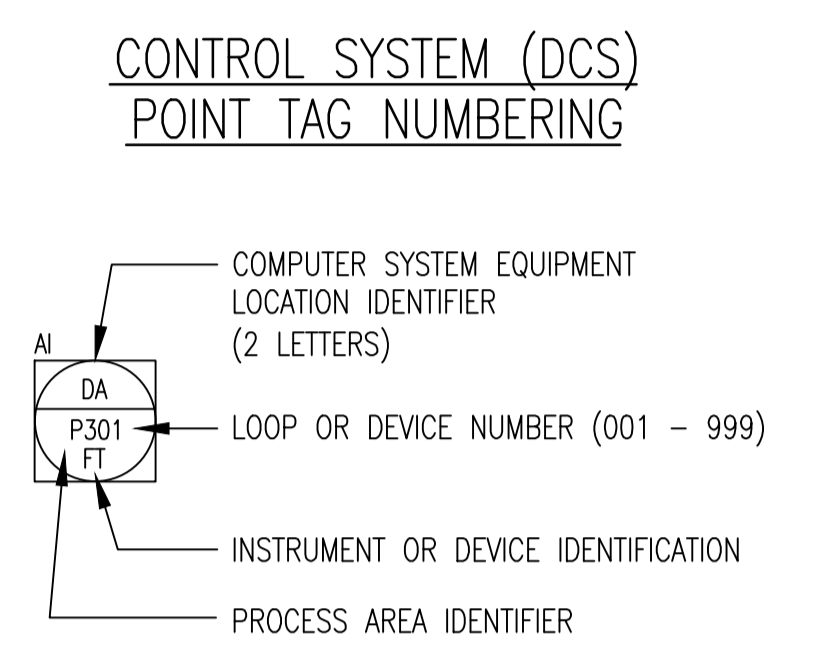 CONTROL SYSTEM (DCS)
POINT TAG NUMBERING
COMPUTER SYSTEM EQUIPMENT
LOCATION IDENTIFIER
(2 LETTERS)
AI
DA
P301
FT
LOOP OR DEVICE NUMBER (001 – 999)
INSTRUMENT OR DEVICE IDENTIFICATION
PROCESS AREA IDENTIFIER